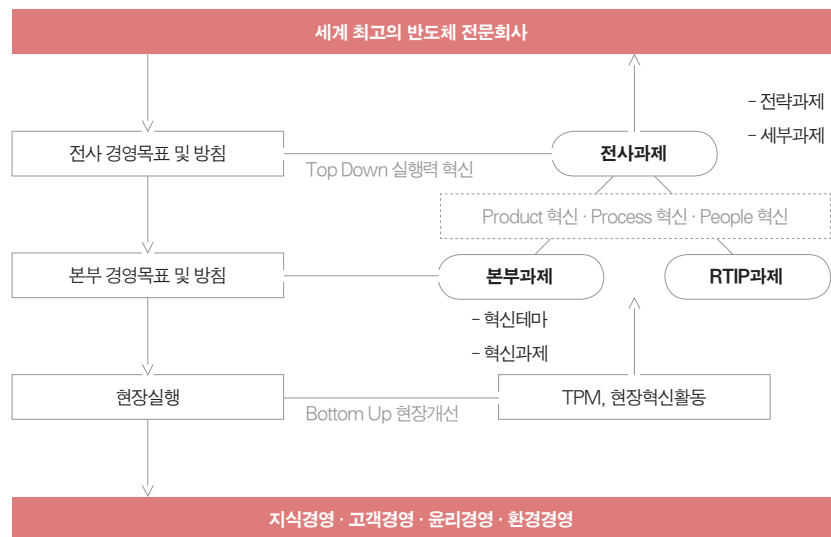 세계 최고의 반도체 전문회사
- 전략과제
- 세부과제
전사 경영목표 및 방침
Top Down 실행력 혁신
전사과제
Product 혁신 · Process 혁신 · People 혁신
본부 경영목표 및 방침
본부과제
RTIP과제
- 혁신테마
- 혁신과제
현장실행
Bottom Up 현장개선
TPM, 현장혁신활동
지식경영 · 고객경영 · 윤리경영 · 환경경영